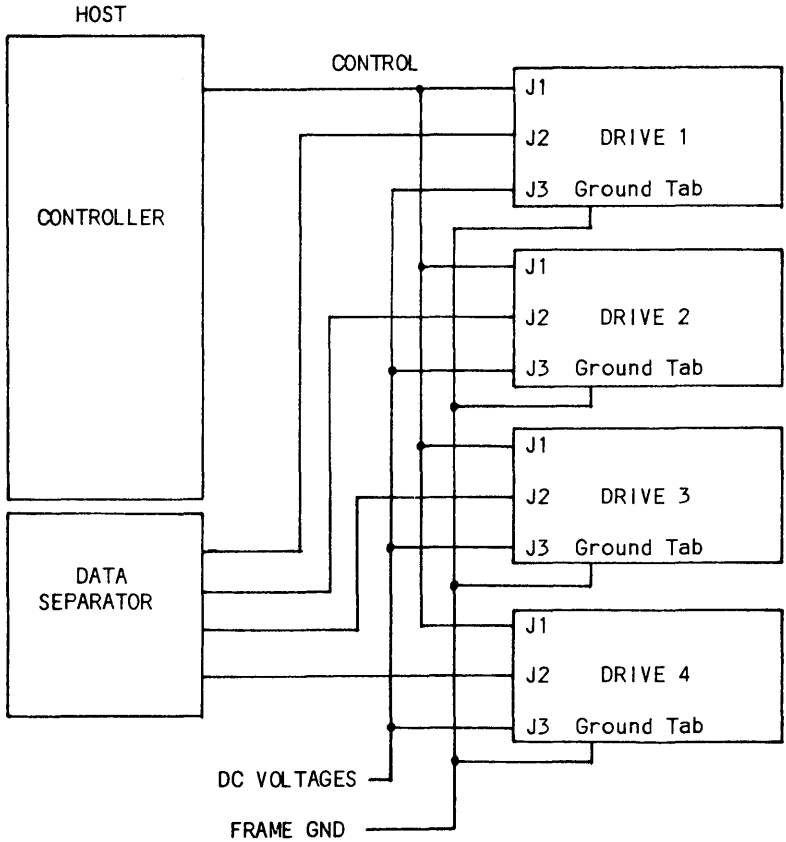 HOST
CONTROL
CONTROLLER
J1
J2 DRIVE 1
J3 Ground Tab
J1
J2 DRIVE 2
J3 Ground Tab
J1
J2 DRIVE 3
J3 Ground Tab
DATA
SEPARATOR
J1
J2 DRIVE 4
J3 Ground Tab
DC VOLTAGES
FRAME GND